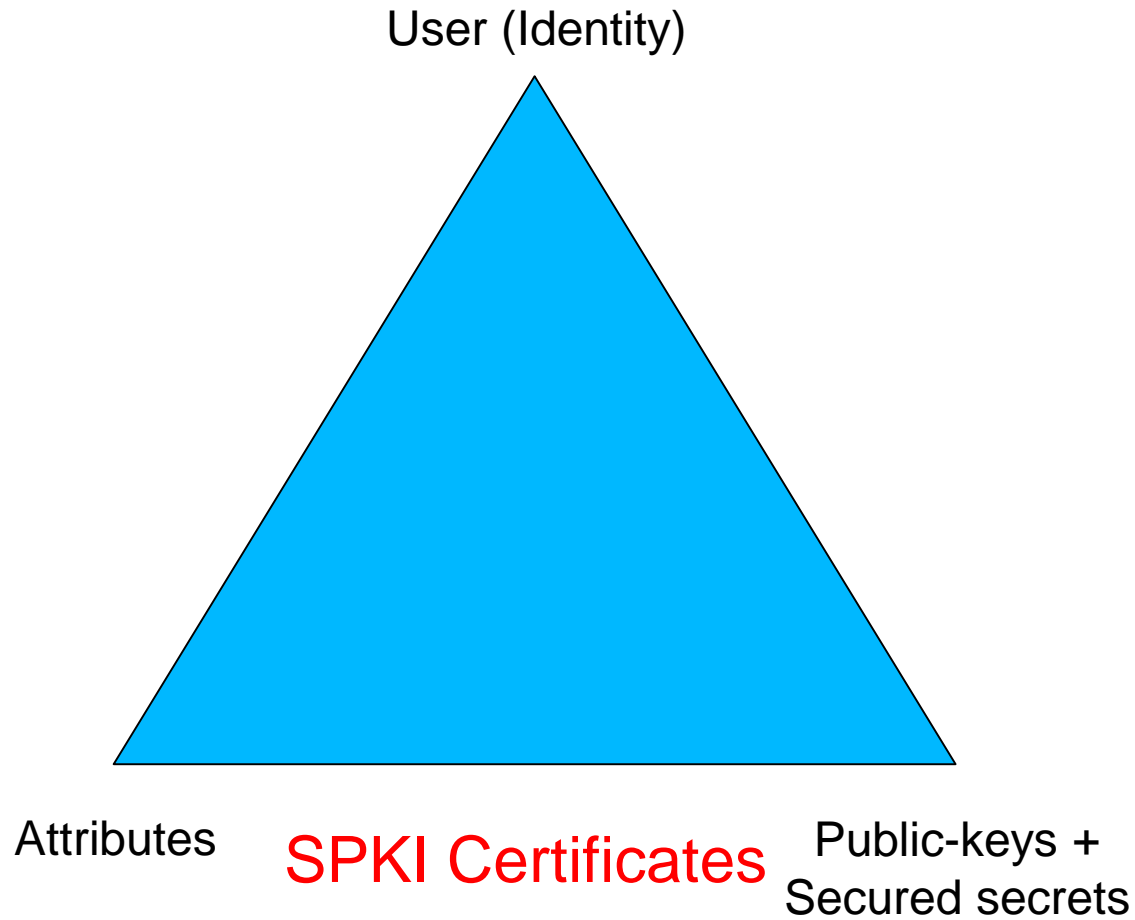 User (Identity)
Attributes
SPKI Certificates
Public-keys +
Secured secrets